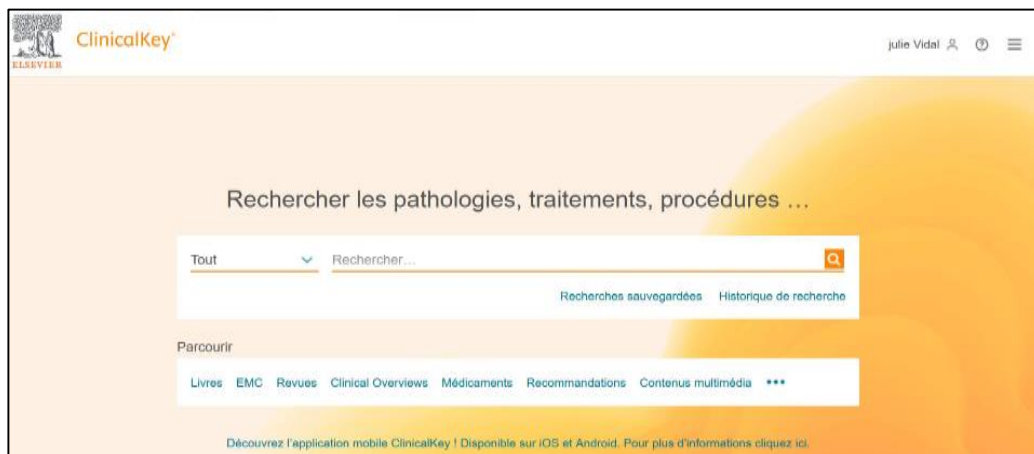 ELSEVIER
ClinicalKey®
julie Vidal
Rechercher les pathologies, traitements, procédures ...
Tout
Rechercher...
Recherches sauvegardées Historique de recherche
Parcourir
Livres EMC Revues Clinical Overviews Médicaments Recommandations Contenus multimédia •••
Découvrez l'application mobile ClinicalKey ! Disponible sur iOS et Android. Pour plus d'informations cliquez ici.